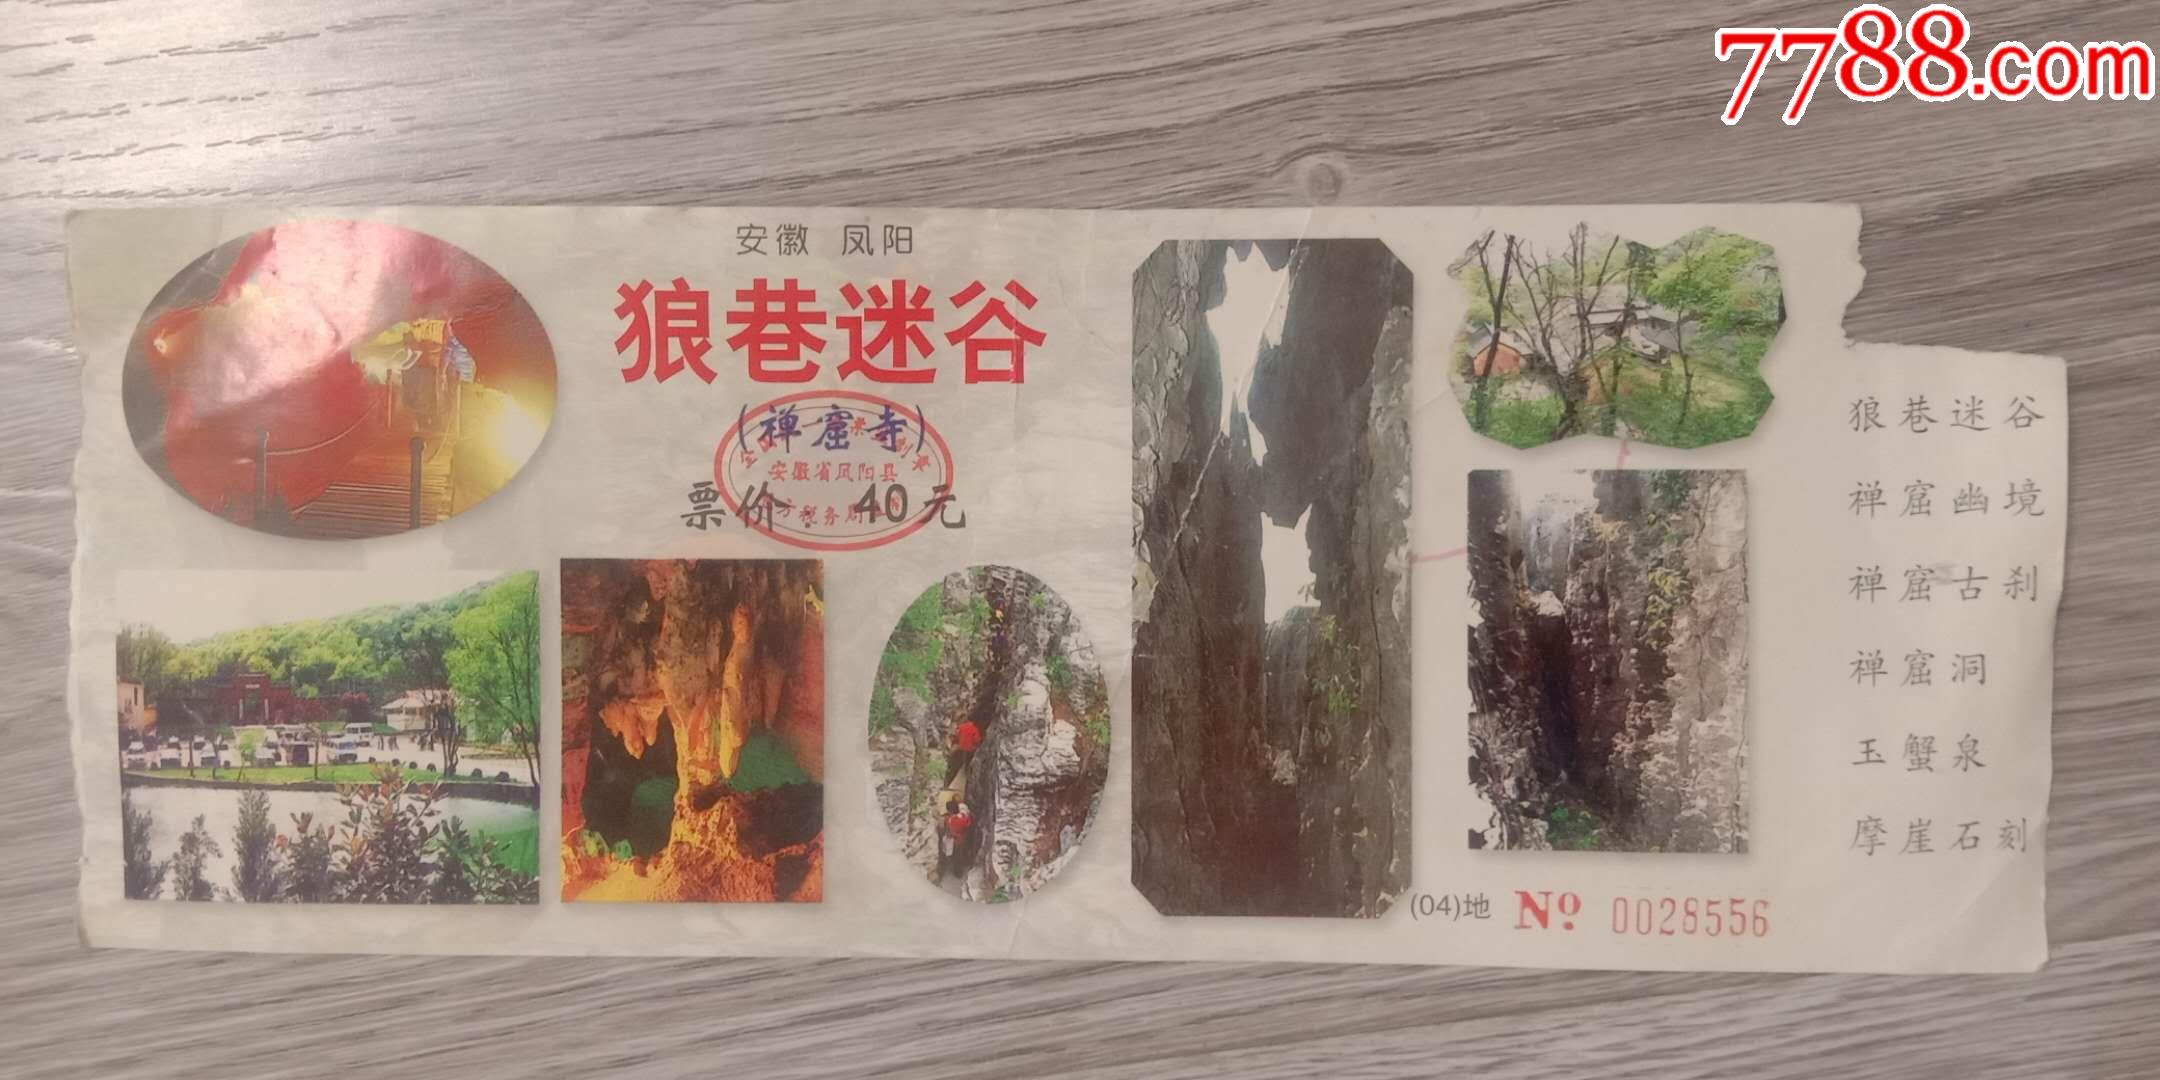 7788.com
安徽 凤阳
狼巷迷谷
(禅窟寺)
安徽省凤阳县
票价：40元
狼巷迷谷
禅窟幽境
禅窟古刹
禅窟洞
玉蟹泉
摩崖石刻
(04)地 Nº 0028556